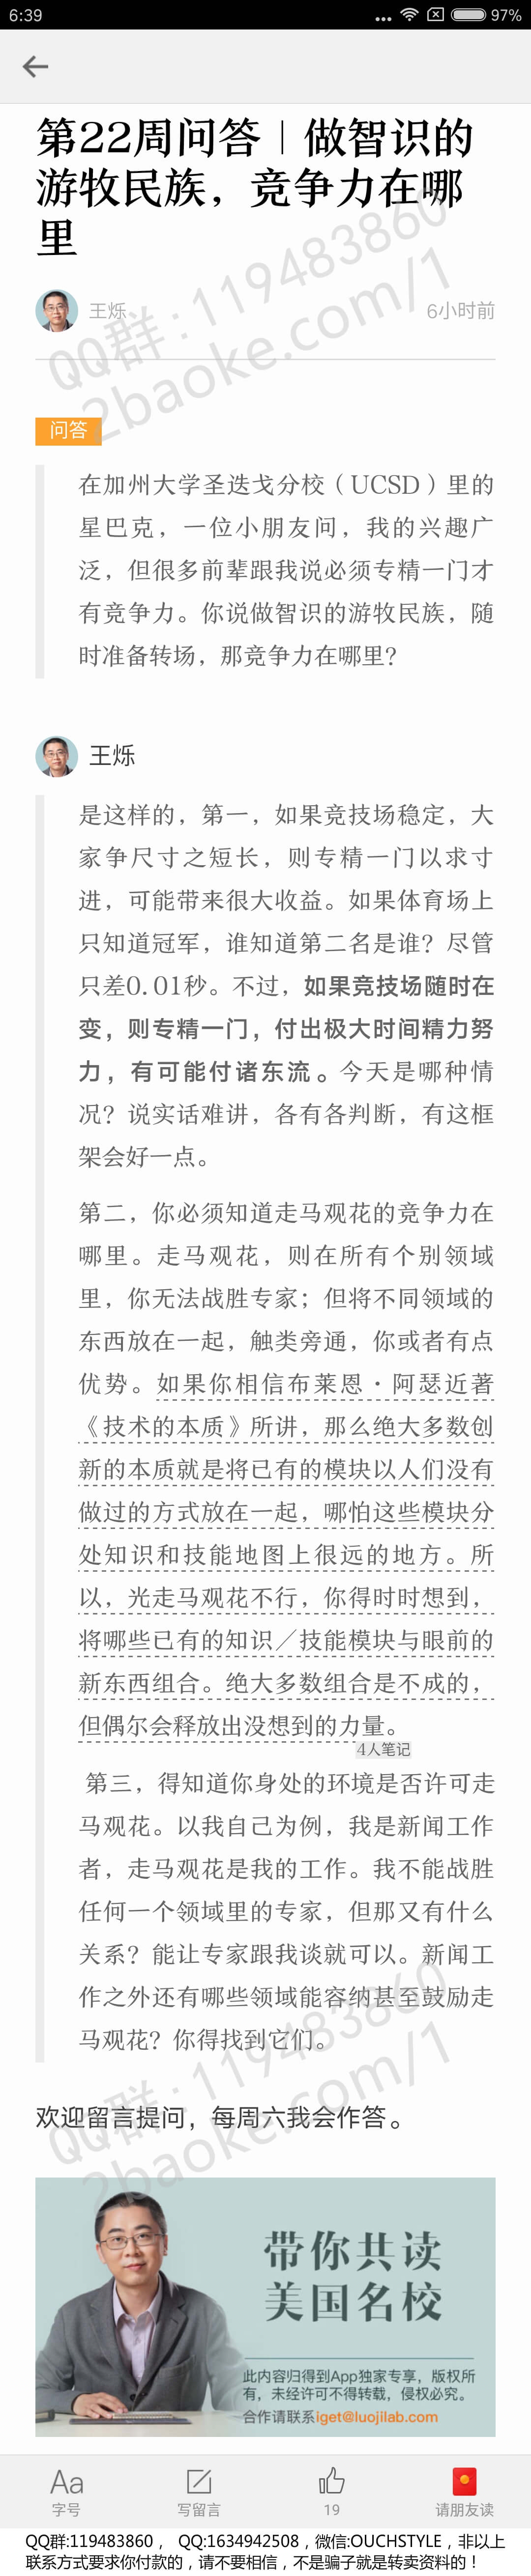 6:39
97%
第22周问答｜做智识的
游牧民族，竞争力在哪
里
王烁
6小时前
QQ群:119483860
2baoke.com/1
问答
在加州大学圣迭戈分校（UCSD）里的
星巴克，一位小朋友问，我的兴趣广
泛，但很多前辈跟我说必须专精一门才
有竞争力。你说做智识的游牧民族，随
时准备转场，那竞争力在哪里？
王烁
是这样的，第一，如果竞技场稳定，大
家争尺寸之短长，则专精一门以求寸
进，可能带来很大收益。如果体育场上
只知道冠军，谁知道第二名是谁？尽管
只差0.01秒。不过，如果竞技场随时在
变，则专精一门，付出极大时间精力努
力，有可能付诸东流。今天是哪种情
况？说实话难讲，各有各判断，有这框
架会好一点。
第二，你必须知道走马观花的竞争力在
哪里。走马观花，则在所有个别领域
里，你无法战胜专家；但将不同领域的
东西放在一起，触类旁通，你或者有点
优势。如果你相信布莱恩·阿瑟近著
《技术的本质》所讲，那么绝大多数创
新的本质就是将已有的模块以人们没有
做过的方式放在一起，哪怕这些模块分
处知识和技能地图上很远的地方。所
以，光走马观花不行，你得时时想到，
将哪些已有的知识／技能模块与眼前的
新东西组合。绝大多数组合是不成的，
但偶尔会释放出没想到的力量。
4人笔记
第三，得知道你身处的环境是否许可走
马观花。以我自己为例，我是新闻工作
者，走马观花是我的工作。我不能战胜
任何一个领域里的专家，但那又有什么
关系？能让专家跟我谈就可以。新闻工
作之外还有哪些领域能容纳甚至鼓励走
马观花？你得找到它们。
QQ群:119483860
2baoke.com/1
欢迎留言提问，每周六我会作答。
带你共读
美国名校
此内容归得到App独家专享，版权所
有，未经许可不得转载，侵权必究。
合作请联系iget@luojilab.com
Aa
字号
写留言
19
请朋友读
QQ群:119483860， QQ:1634942508，微信:OUCHSTYLE，非以上
联系方式要求你付款的，请不要相信，不是骗子就是转卖资料的！